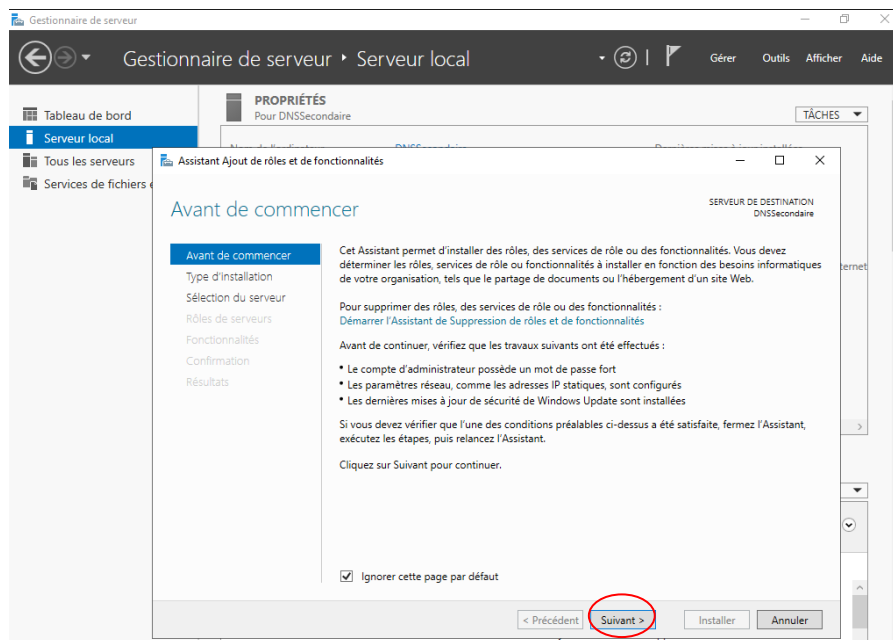 Gestionnaire de serveur
Gestionnaire de serveur Serveur local
Gérer Outils Afficher Aide
Tableau de bord
Serveur local
Tous les serveurs
Services de fichiers
PROPRIÉTÉS
Pour DNSSecondaire
TÂCHES
Assistant Ajout de rôles et de fonctionnalités
Avant de commencer
SERVEUR DE DESTINATION
DNSSecondaire
Avant de commencer
Type d'installation
Sélection du serveur
Rôles de serveurs
Fonctionnalités
Confirmation
Résultats
Cet Assistant permet d'installer des rôles, des services de rôle ou des fonctionnalités. Vous devez
déterminer les rôles, services de rôle ou fonctionnalités à installer en fonction des besoins informatiques
de votre organisation, tels que le partage de documents ou l'hébergement d'un site Web.
Pour supprimer des rôles, des services de rôle ou des fonctionnalités :
Démarrer l'Assistant de Suppression de rôles et de fonctionnalités
Avant de continuer, vérifiez que les travaux suivants ont été effectués :
• Le compte d'administrateur possède un mot de passe fort
• Les paramètres réseau, comme les adresses IP statiques, sont configurés
• Les dernières mises à jour de sécurité de Windows Update sont installées
Si vous devez vérifier que l'une des conditions préalables ci-dessus a été satisfaite, fermez l'Assistant,
exécutez les étapes, puis relancez l'Assistant.
Cliquez sur Suivant pour continuer.
Ignorer cette page par défaut
< Précédent Suivant > Installer Annuler